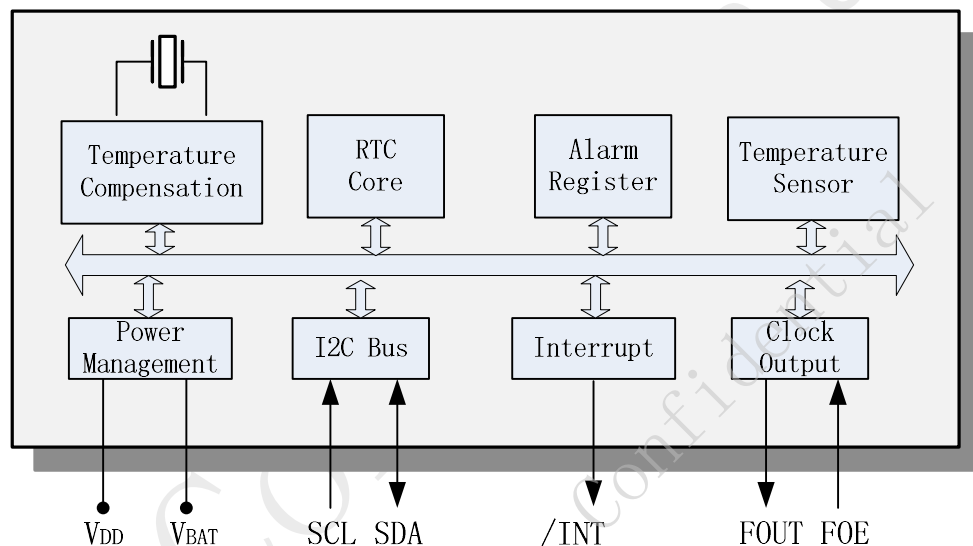 Temperature
Compensation
RTC
Core
Alarm
Register
Temperature
Sensor
Power
Management
I2C Bus
Interrupt
Clock
Output
VDD
VBAT
SCL SDA
/INT
FOUT FOE
Confidential